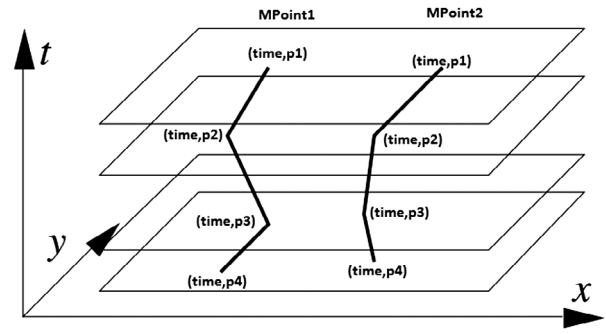 MPoint1
MPoint2
t
(time,p1)
(time,p1)
(time,p2)
(time,p2)
(time,p3)
(time,p3)
y
(time,p4)
(time,p4)
x